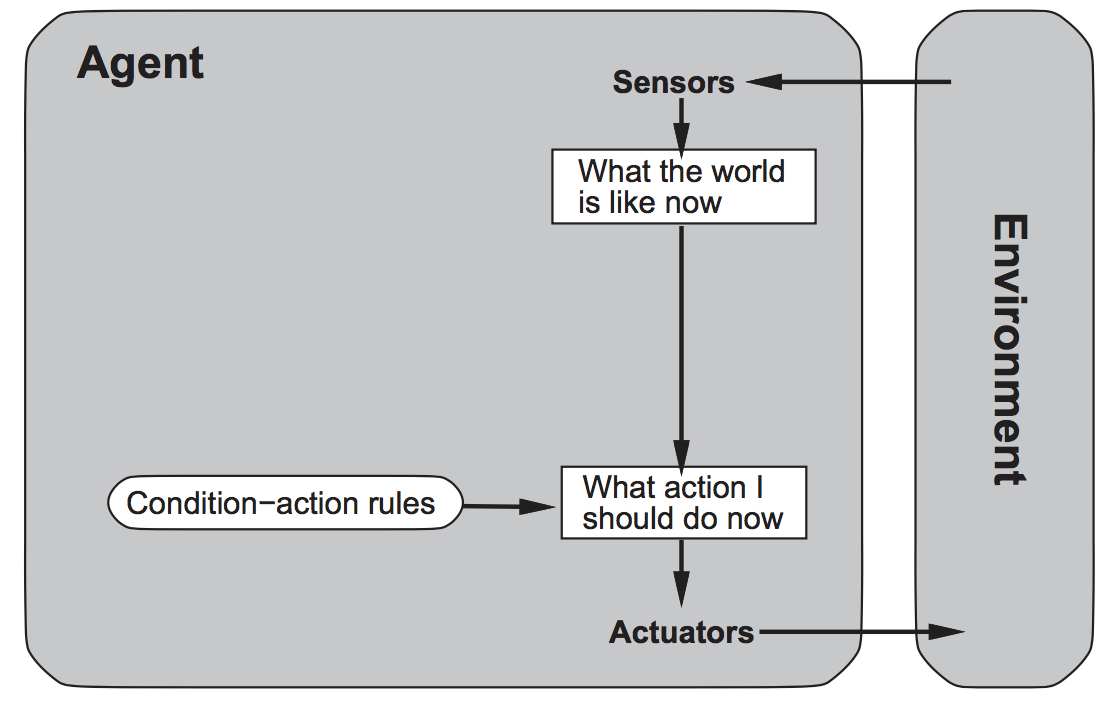 Agent
Sensors
What the world
is like now
Environment
Condition−action rules
What action I
should do now
Actuators